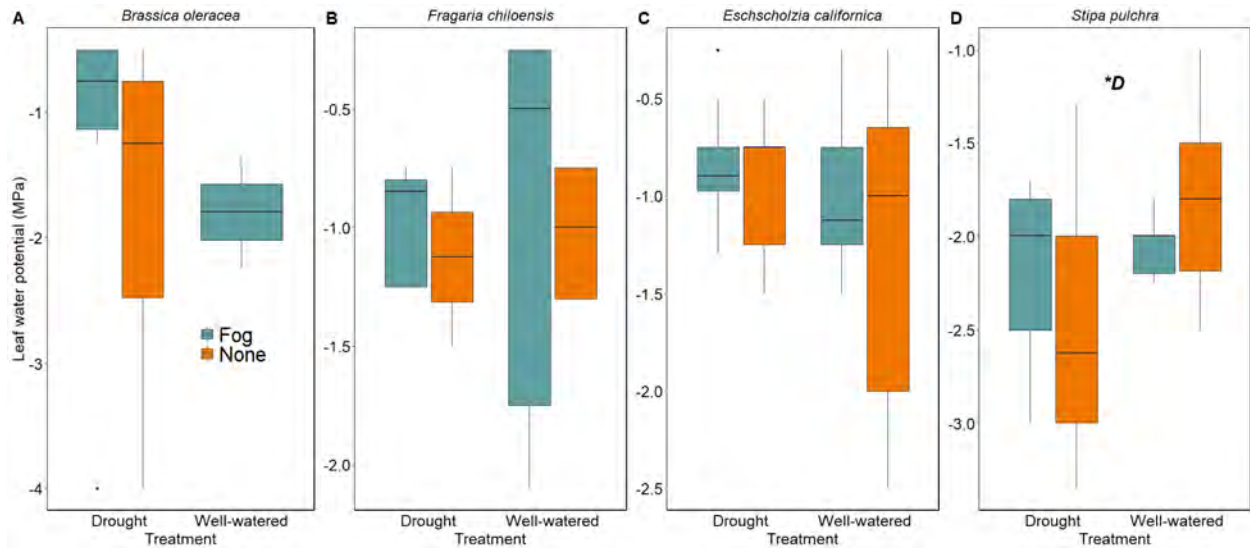 A Brassica oleracea
B Fragaria chiloensis
C Eschscholzia californica
D Stipa pulchra
Leaf water potential (MPa)
-1
-2
-3
-4
Fog
None
Drought Well-watered
Treatment
-0.5
-1.0
-1.5
-2.0
Drought Well-watered
Treatment
-0.5
-1.0
-1.5
-2.0
-2.5
Drought Well-watered
Treatment
-1.0
-1.5
-2.0
-2.5
-3.0
*D
Drought Well-watered
Treatment